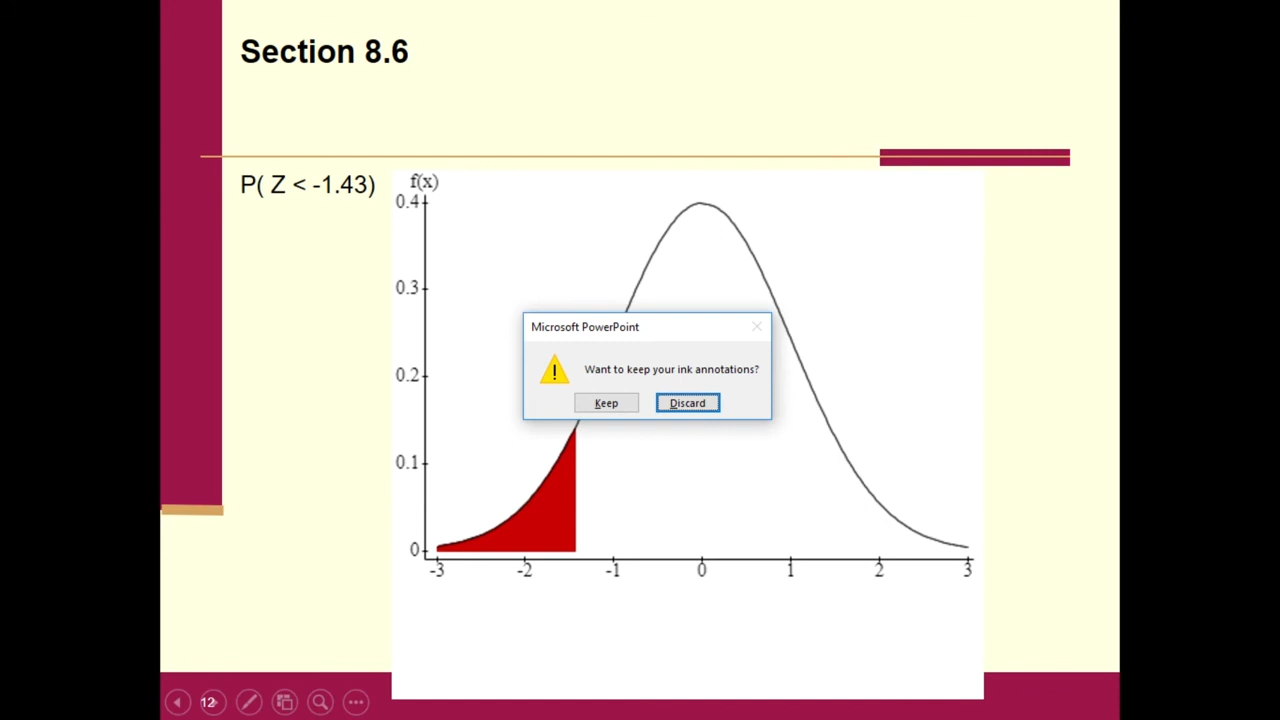 Section 8.6
P( Z < -1.43)
f(x)
0.4
0.3
0.2
0.1
0
-3 -2 -1 0 1 2 3
Microsoft PowerPoint
Want to keep your ink annotations?
Keep Discard
12